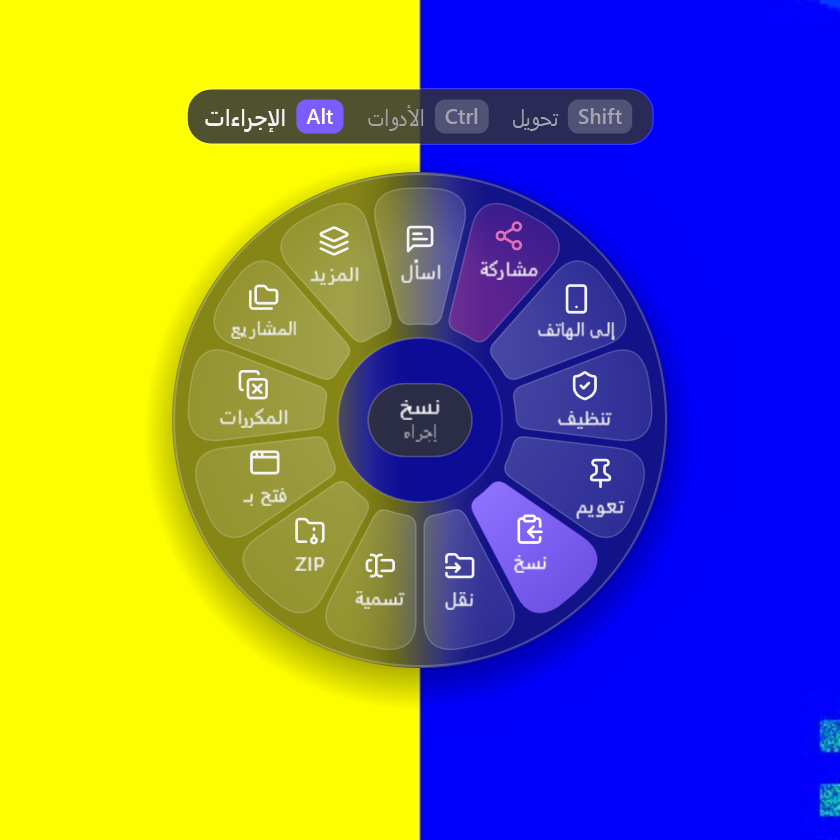 الإجراءات Alt الأدوات Ctrl تحويل Shift
اسأل
مشاركة
إلى الهاتف
تنظيف
تعويم
نسخ
نقل
تسمية
ZIP
فتح بـ
المكررات
المشاريع
المزيد
نسخ
إجراء